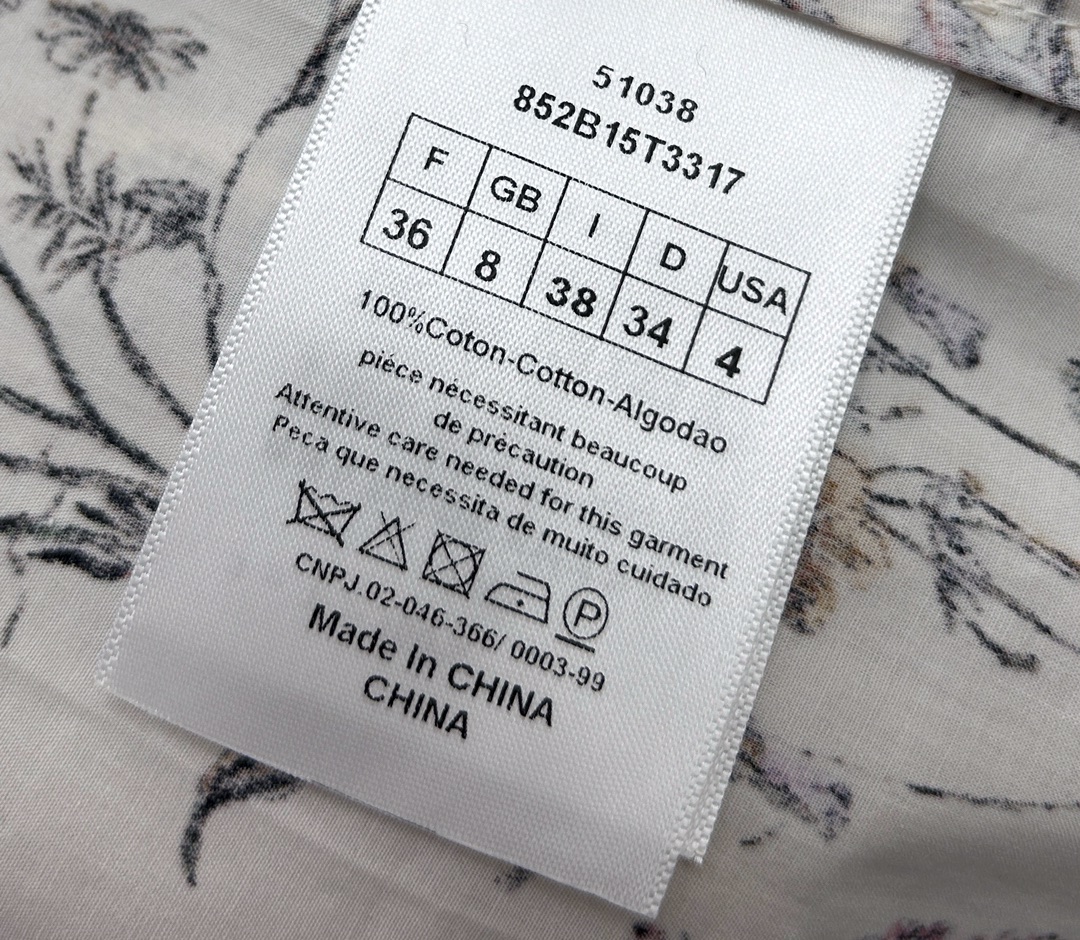 51038
852B15T3317
F GB I D USA
36 8 38 34 4
100%Coton-Cotton-Algodao
piéce nécessitant beaucoup
de précaution
Attentive care needed for this garment
Peca que necessita de muito cuidado
P
CNPJ.02-046-366/ 0003-99
Made In CHINA
CHINA